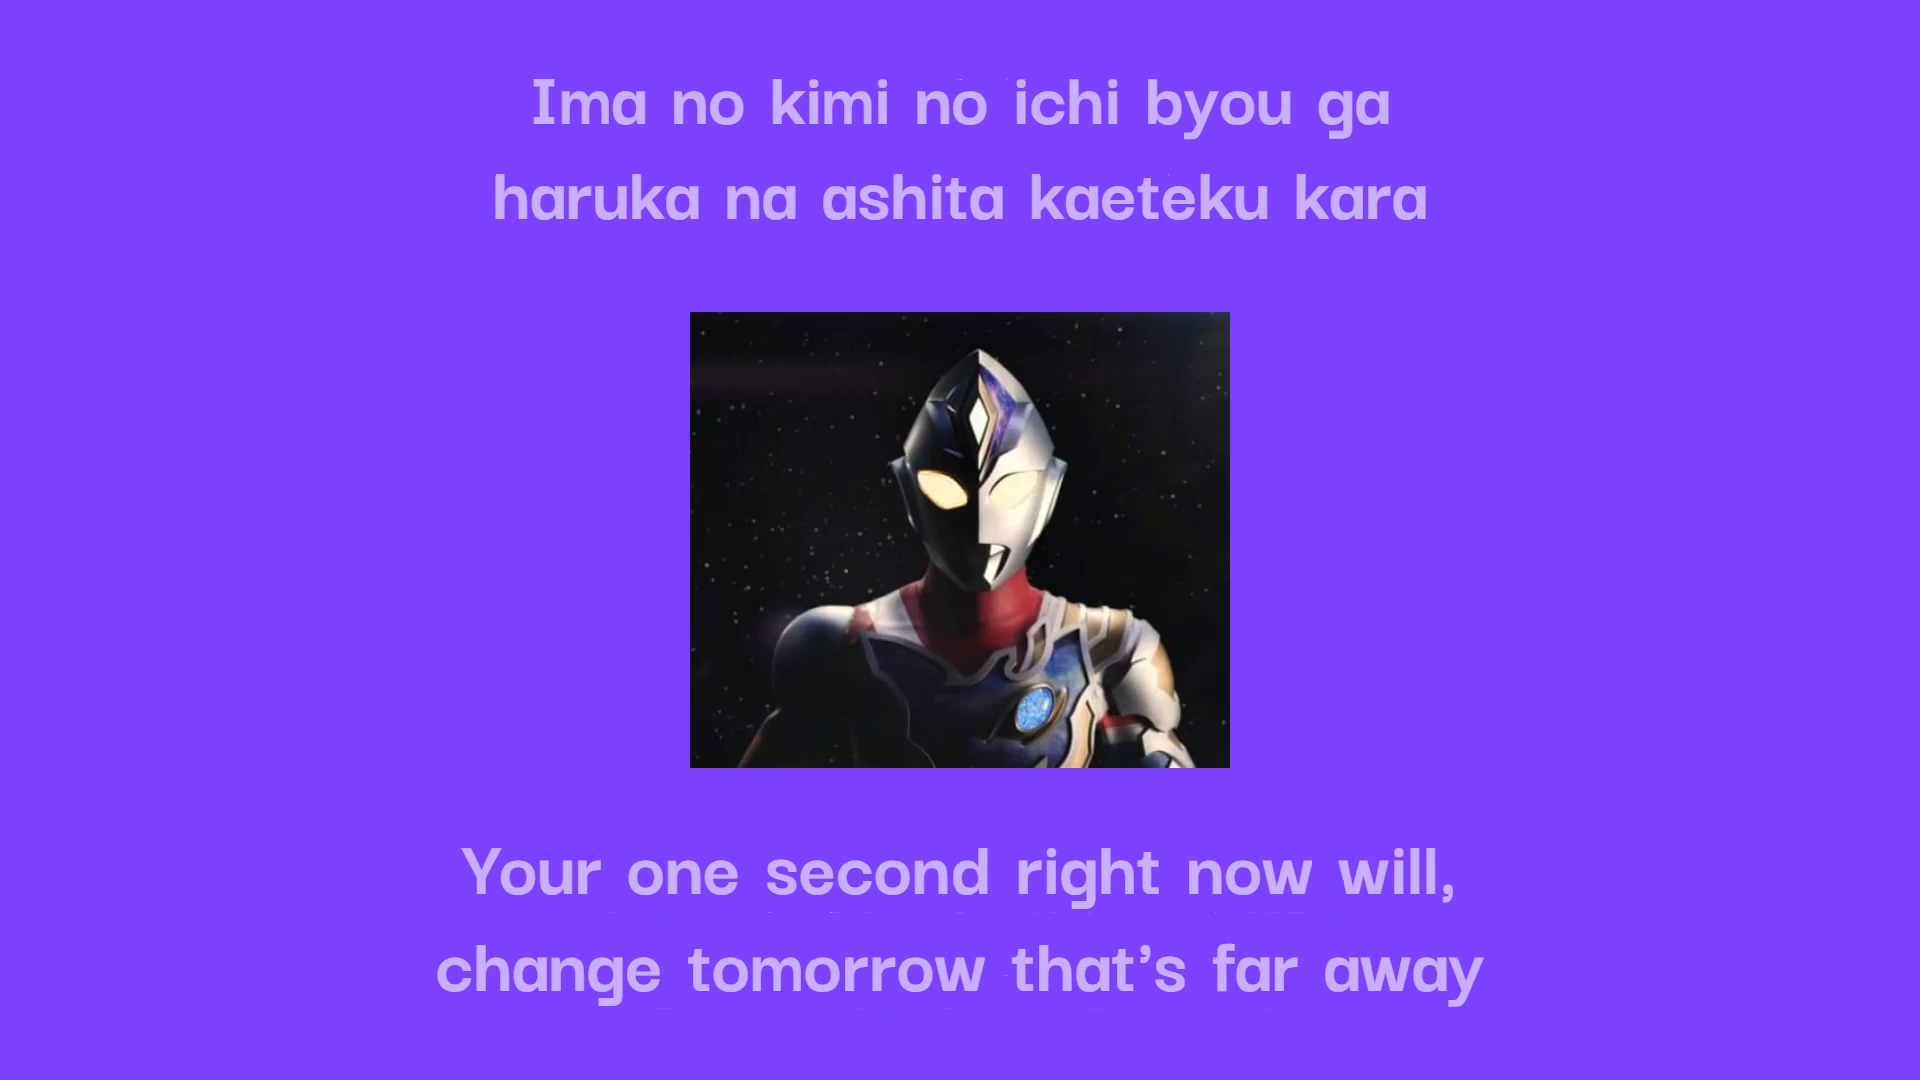 Ima no kimi no ichi byou ga
haruka na ashita kaeteku kara
Your one second right now will,
change tomorrow that's far away